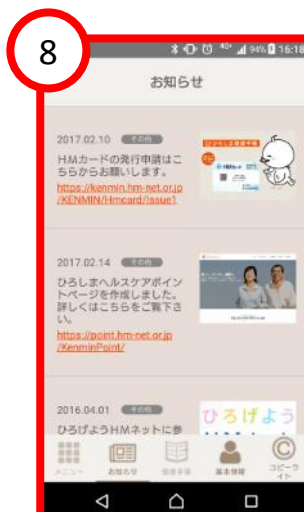 8
94% 16:18
お知らせ
2017.02.10 その他
HMカードの発行申請はこ
ちらからお願いします。
https://kenmin.hm-net.or.jp
/KENMIN/Hmcard/Issue1
2017.02.14 その他
ひろしまヘルスケアポイン
トページを作成しました。
詳しくはこちらをご覧下さ
い。
https://point.hm-net.or.jp
/KenminPoint/
2016.04.01 その他
ひろげようHMネットに参
ひろげよう
メニュー お知らせ 健康手帳 基本情報 コピーラ
イト